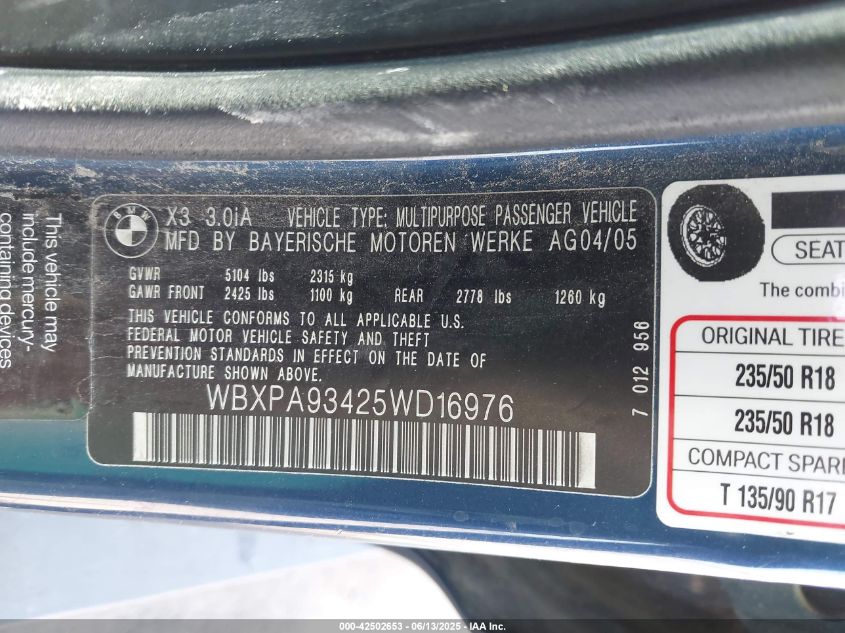 This vehicle may
include mercury-
containing devices
BMW
X3 3.0iA VEHICLE TYPE: MULTIPURPOSE PASSENGER VEHICLE
MFD BY BAYERISCHE MOTOREN WERKE AG04/05
GVWR 5104 lbs 2315 kg
GAWR FRONT 2425 lbs 1100 kg REAR 2778 lbs 1260 kg
THIS VEHICLE CONFORMS TO ALL APPLICABLE U.S.
FEDERAL MOTOR VEHICLE SAFETY AND THEFT
PREVENTION STANDARDS IN EFFECT ON THE DATE OF
MANUFACTURE SHOWN ABOVE.
WBXPA93425WD16976
7 012 956
SEAT
The combi
ORIGINAL TIRE
235/50 R18
235/50 R18
COMPACT SPARE
T 135/90 R17
000-42502653 - 06/13/2025 - IAA Inc.